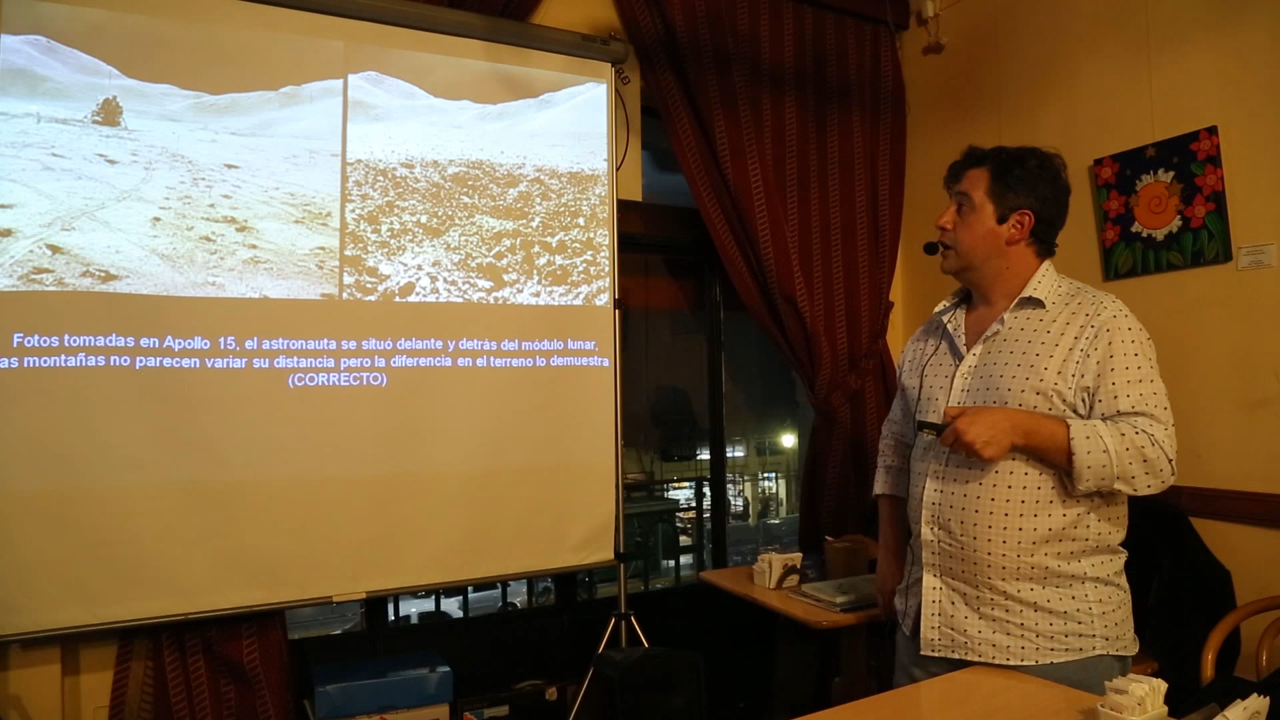 Fotos tomadas en Apollo 15, el astronauta se situó delante y detrás del módulo lunar,
as montañas no parecen variar su distancia pero la diferencia en el terreno lo demuestra
(CORRECTO)